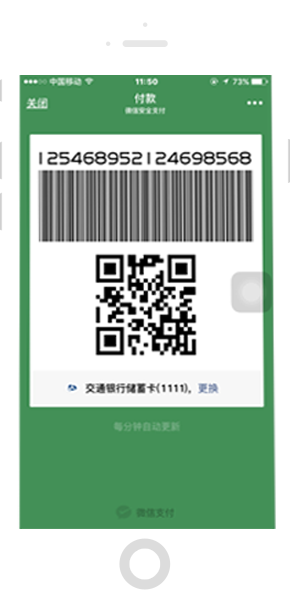 中国移动 11:50 73%
关闭 付款
微信安全支付
125468952124698568
交通银行储蓄卡(1111)，更换
每分钟自动更新
微信支付